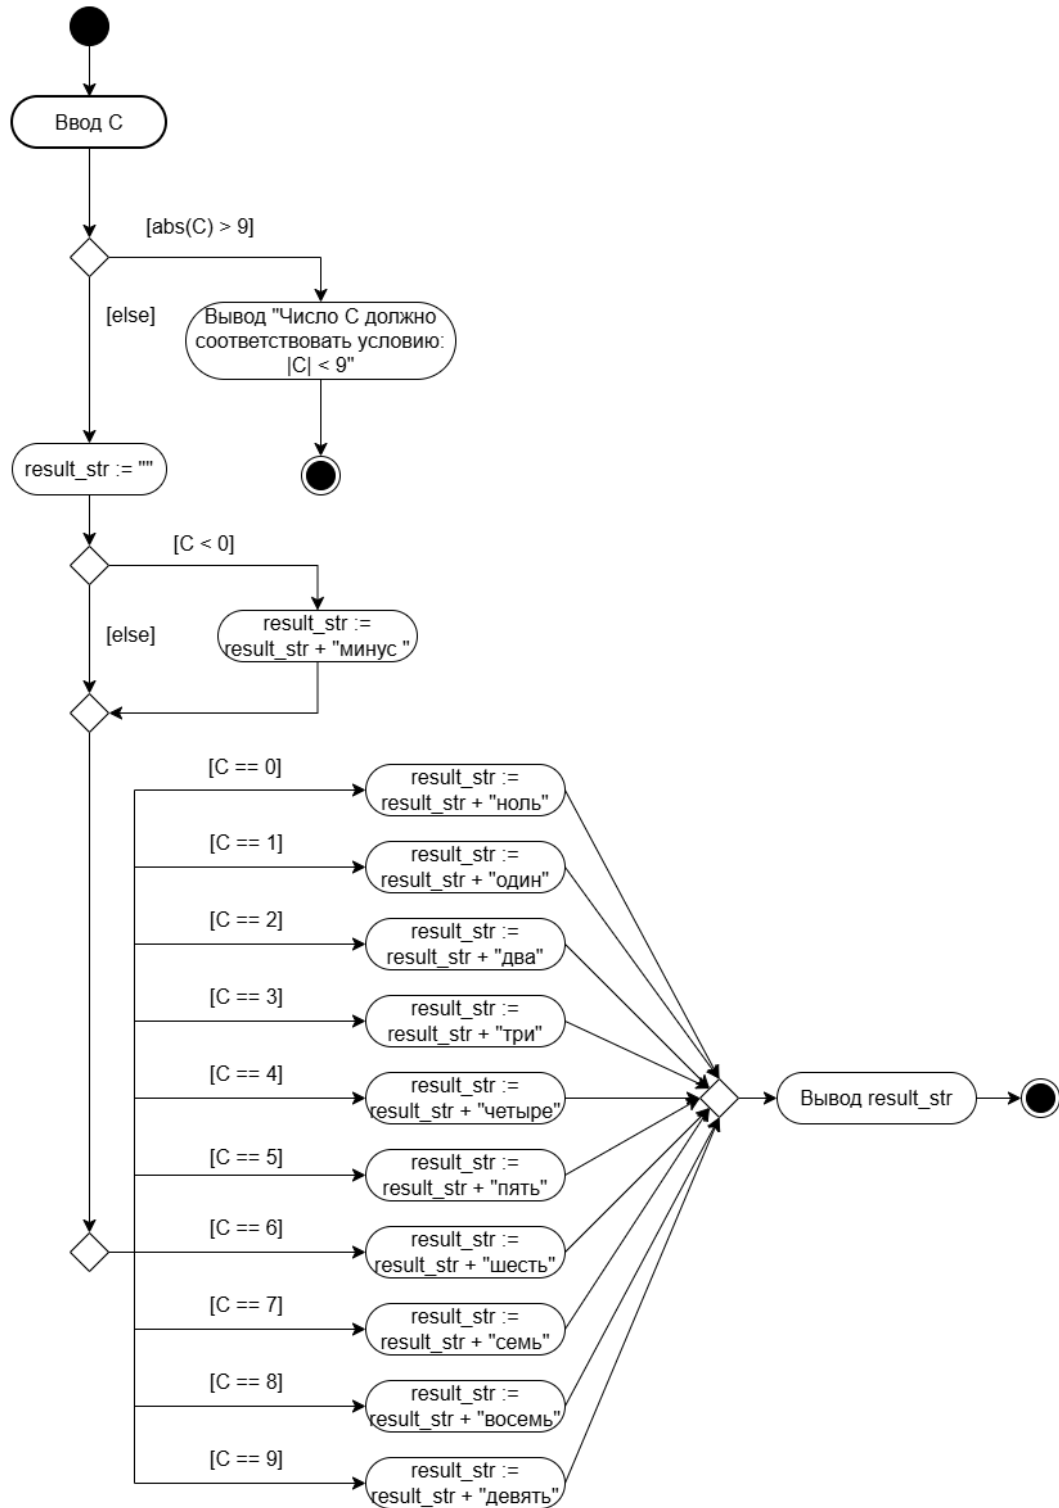 Ввод C
[abs(C) > 9]
[else]
Вывод "Число C должно
соответствовать условию:
|C| < 9"
result_str := ""
[C < 0]
[else]
result_str :=
result_str + "минус "
[C == 0]
result_str :=
result_str + "ноль"
[C == 1]
result_str :=
result_str + "один"
[C == 2]
result_str :=
result_str + "два"
[C == 3]
result_str :=
result_str + "три"
[C == 4]
result_str :=
result_str + "четыре"
Вывод result_str
[C == 5]
result_str :=
result_str + "пять"
[C == 6]
result_str :=
result_str + "шесть"
[C == 7]
result_str :=
result_str + "семь"
[C == 8]
result_str :=
result_str + "восемь"
[C == 9]
result_str :=
result_str + "девять"